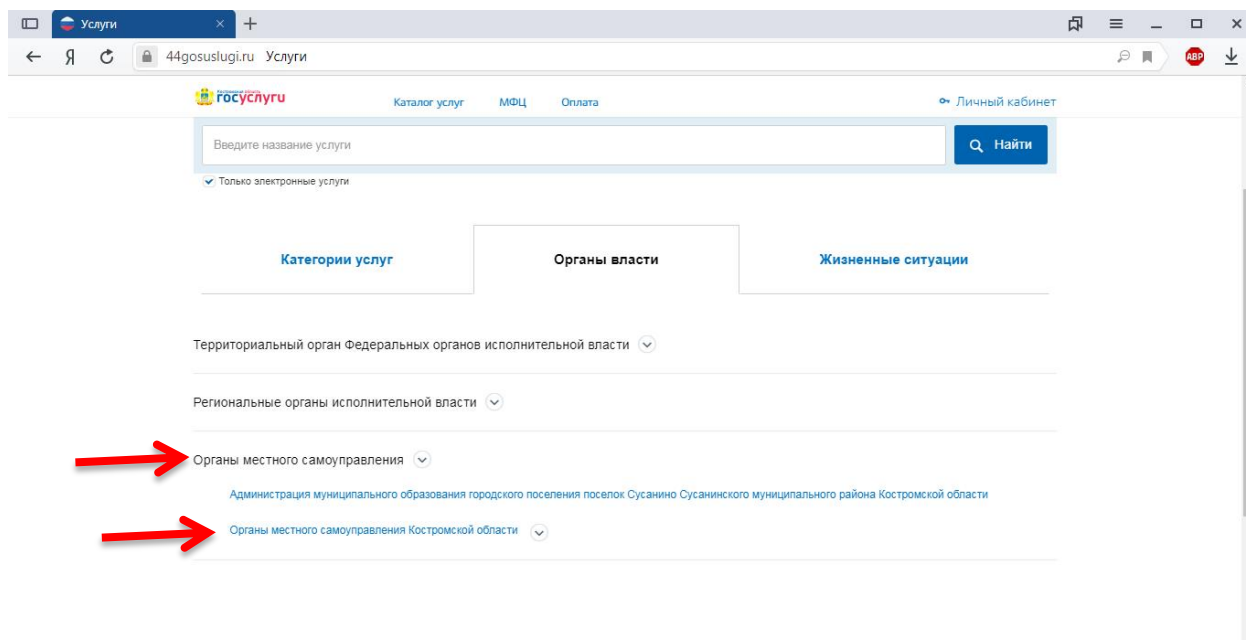 Услуги
44gosuslugi.ru Услуги
ABP
Костромская область
госуслуги
Каталог услуг МФЦ Оплата Личный кабинет
Введите название услуги Найти
Только электронные услуги
Категории услуг Органы власти Жизненные ситуации
Территориальный орган Федеральных органов исполнительной власти
Региональные органы исполнительной власти
Органы местного самоуправления
Администрация муниципального образования городского поселения поселок Сусанино Сусанинского муниципального района Костромской области
Органы местного самоуправления Костромской области